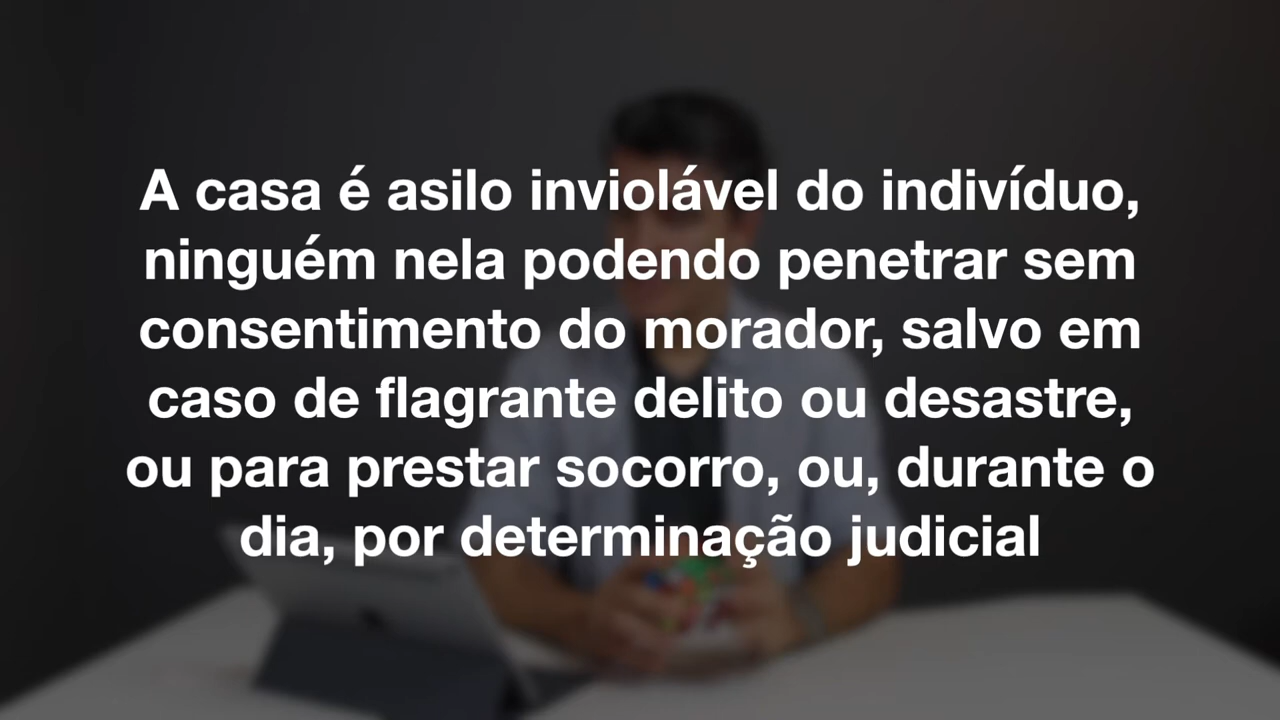 A casa é asilo inviolável do indivíduo,
ninguém nela podendo penetrar sem
consentimento do morador, salvo em
caso de flagrante delito ou desastre,
ou para prestar socorro, ou, durante o
dia, por determinação judicial